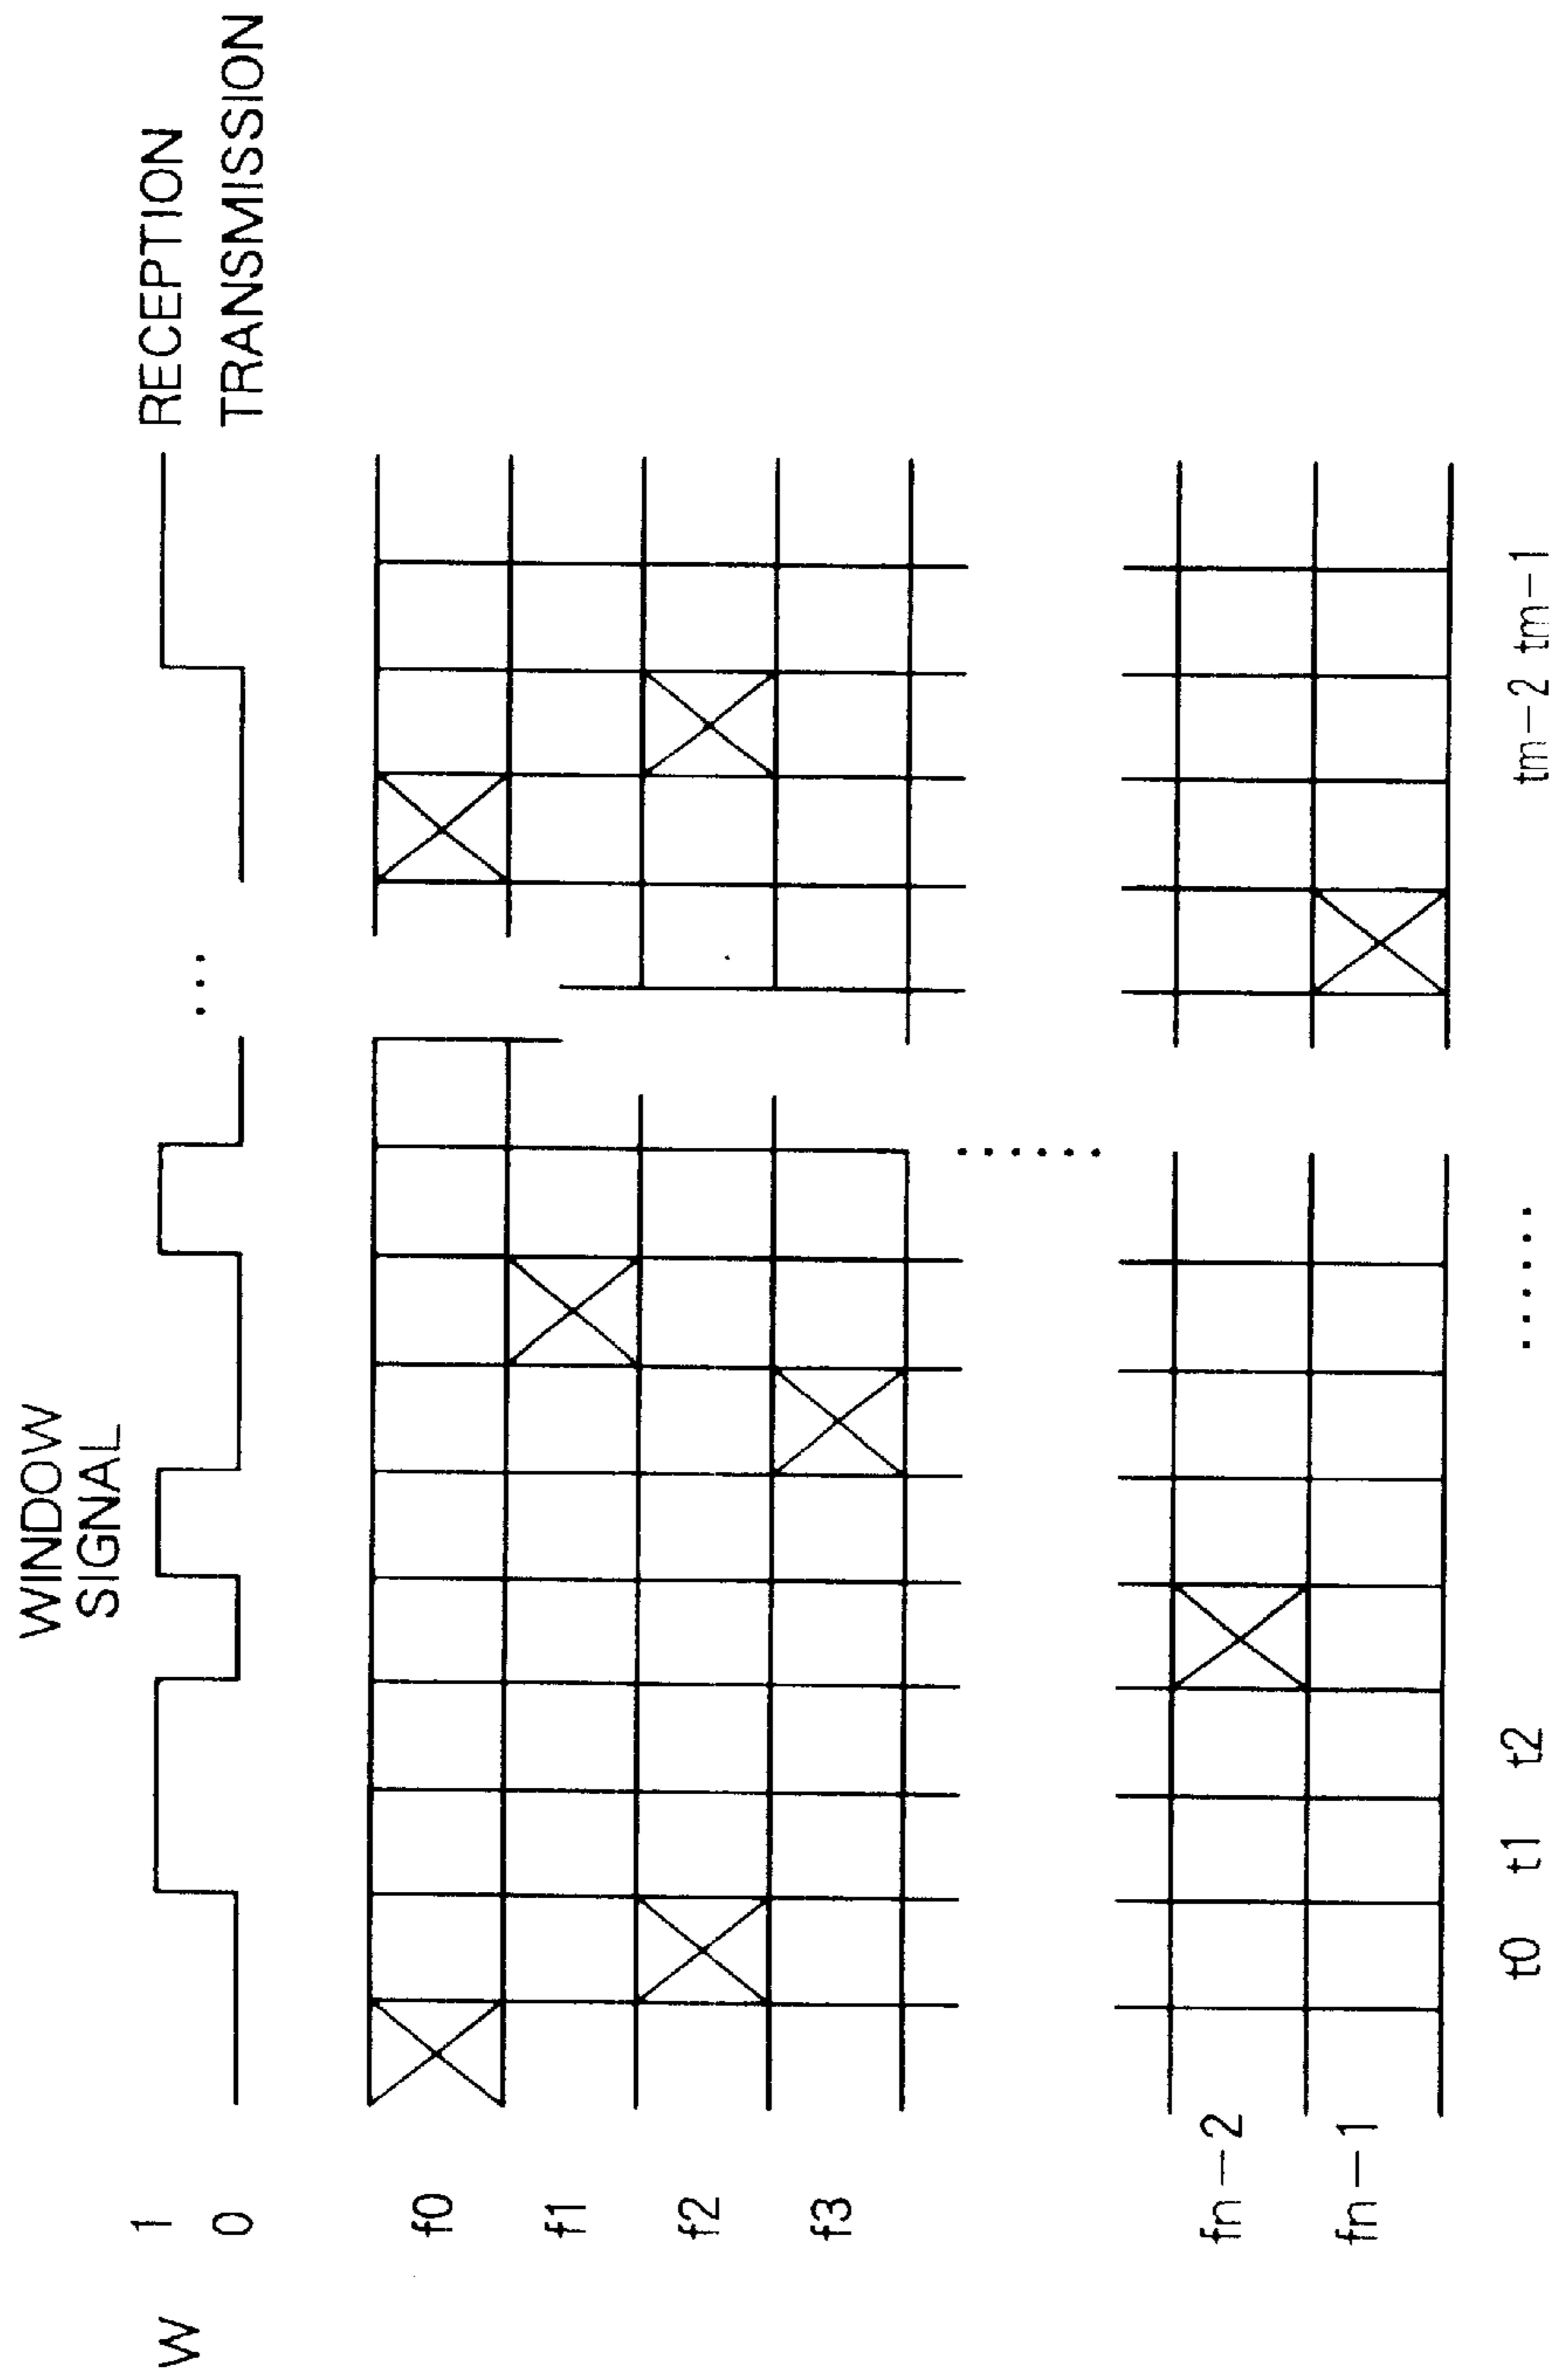 WINDOW
SIGNAL
W
1
0
RECEPTION
TRANSMISSION
...
f0
f1
f2
f3
......
fn-2
fn-1
t0 t1 t2 ...... tm-2 tm-1